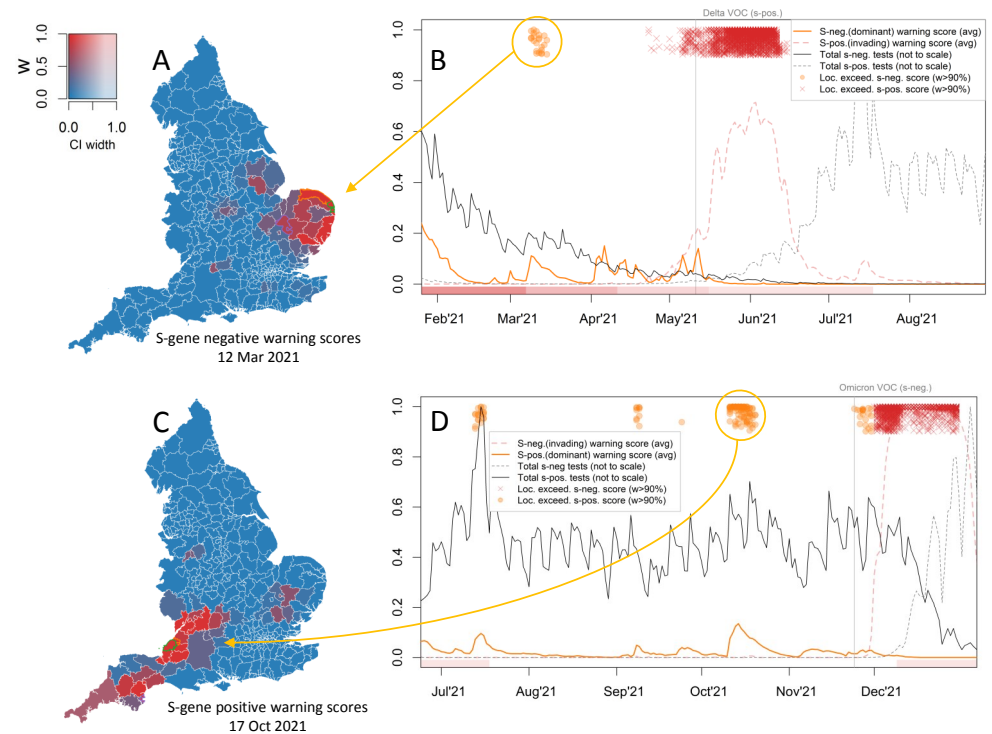 A
W
1.0
0.5
0.0
0.0
1.0
CI width
S-gene negative warning scores
12 Mar 2021
B
Delta VOC (s-pos.)
S-neg.(dominant) warning score (avg)
S-pos.(invading) warning score (avg)
Total s-neg. tests (not to scale)
Total s-pos. tests (not to scale)
Loc. exceed. s-neg. score (w>90%)
Loc. exceed. s-pos. score (w>90%)
1.0
0.8
0.6
0.4
0.2
0.0
Feb'21 Mar'21 Apr'21 May'21 Jun'21 Jul'21 Aug'21
C
S-gene positive warning scores
17 Oct 2021
D
Omicron VOC (s-neg.)
S-neg.(invading) warning score (avg)
S-pos.(dominant) warning score (avg)
Total s-neg tests (not to scale)
Total s-pos. tests (not to scale)
Loc. exceed. s-neg. score (w>90%)
Loc. exceed. s-pos. score (w>90%)
1.0
0.8
0.6
0.4
0.2
0.0
Jul'21 Aug'21 Sep'21 Oct'21 Nov'21 Dec'21